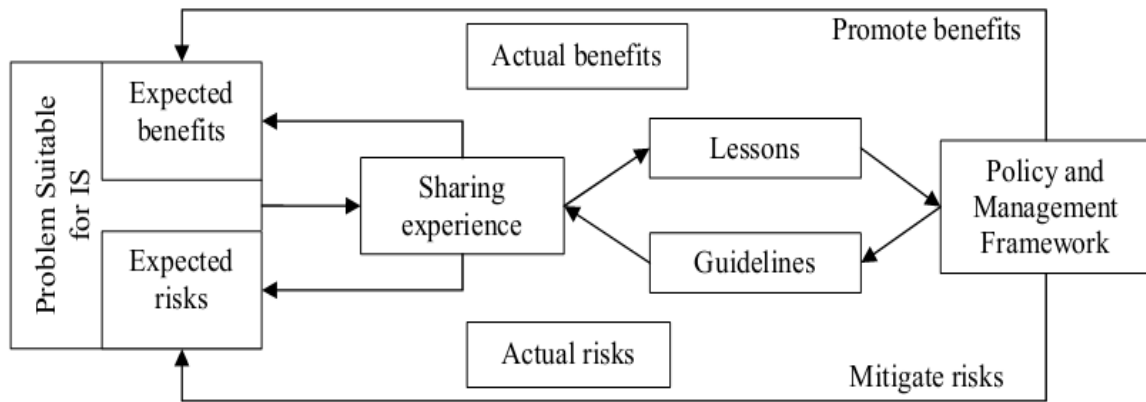 Promote benefits
Actual benefits
Problem Suitable
for IS
Expected
benefits
Lessons
Sharing
experience
Policy and
Management
Framework
Expected
risks
Guidelines
Actual risks
Mitigate risks